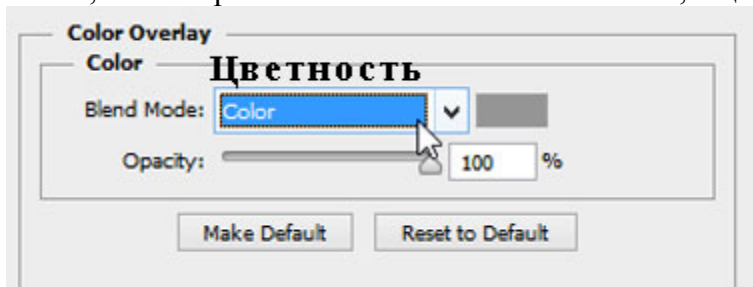 Color Overlay
Color
Цветность
Blend Mode: Color
Opacity: 100 %
Make Default Reset to Default